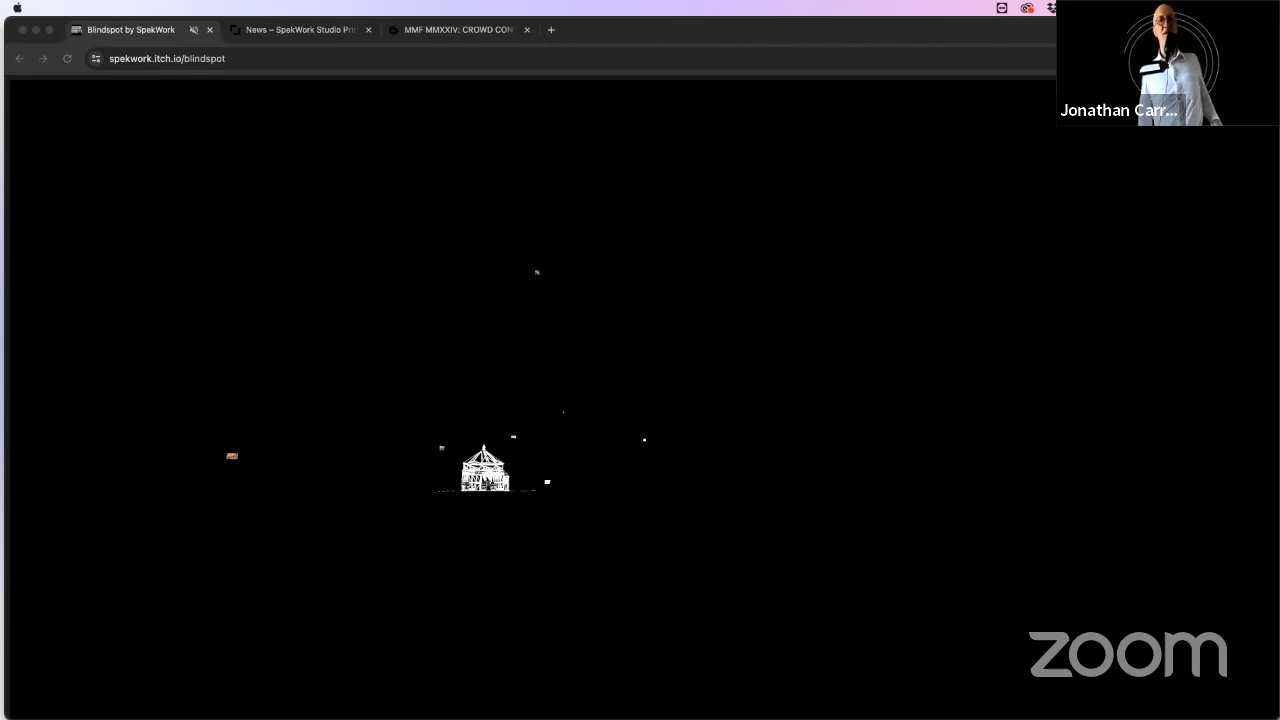 Blindspot by SpekWork
News – SpekWork Studio Pri
MMF MMXXIV: CROWD CON
spekwork.itch.io/blindspot
Jonathan Carr...
zoom